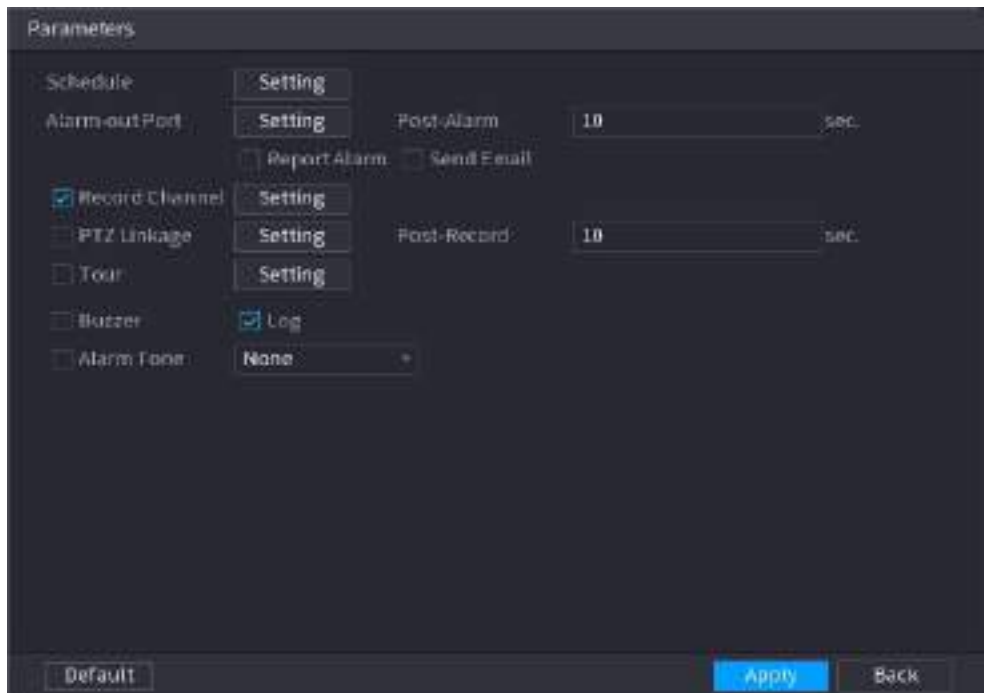 Parameters
Schedule Setting
Alarm-out Port Setting Post-Alarm 10 sec.
Report Alarm Send Email
Record Channel Setting
PTZ Linkage Setting Post-Record 10 sec.
Tour Setting
Buzzer Log
Alarm Tone None
Default Apply Back